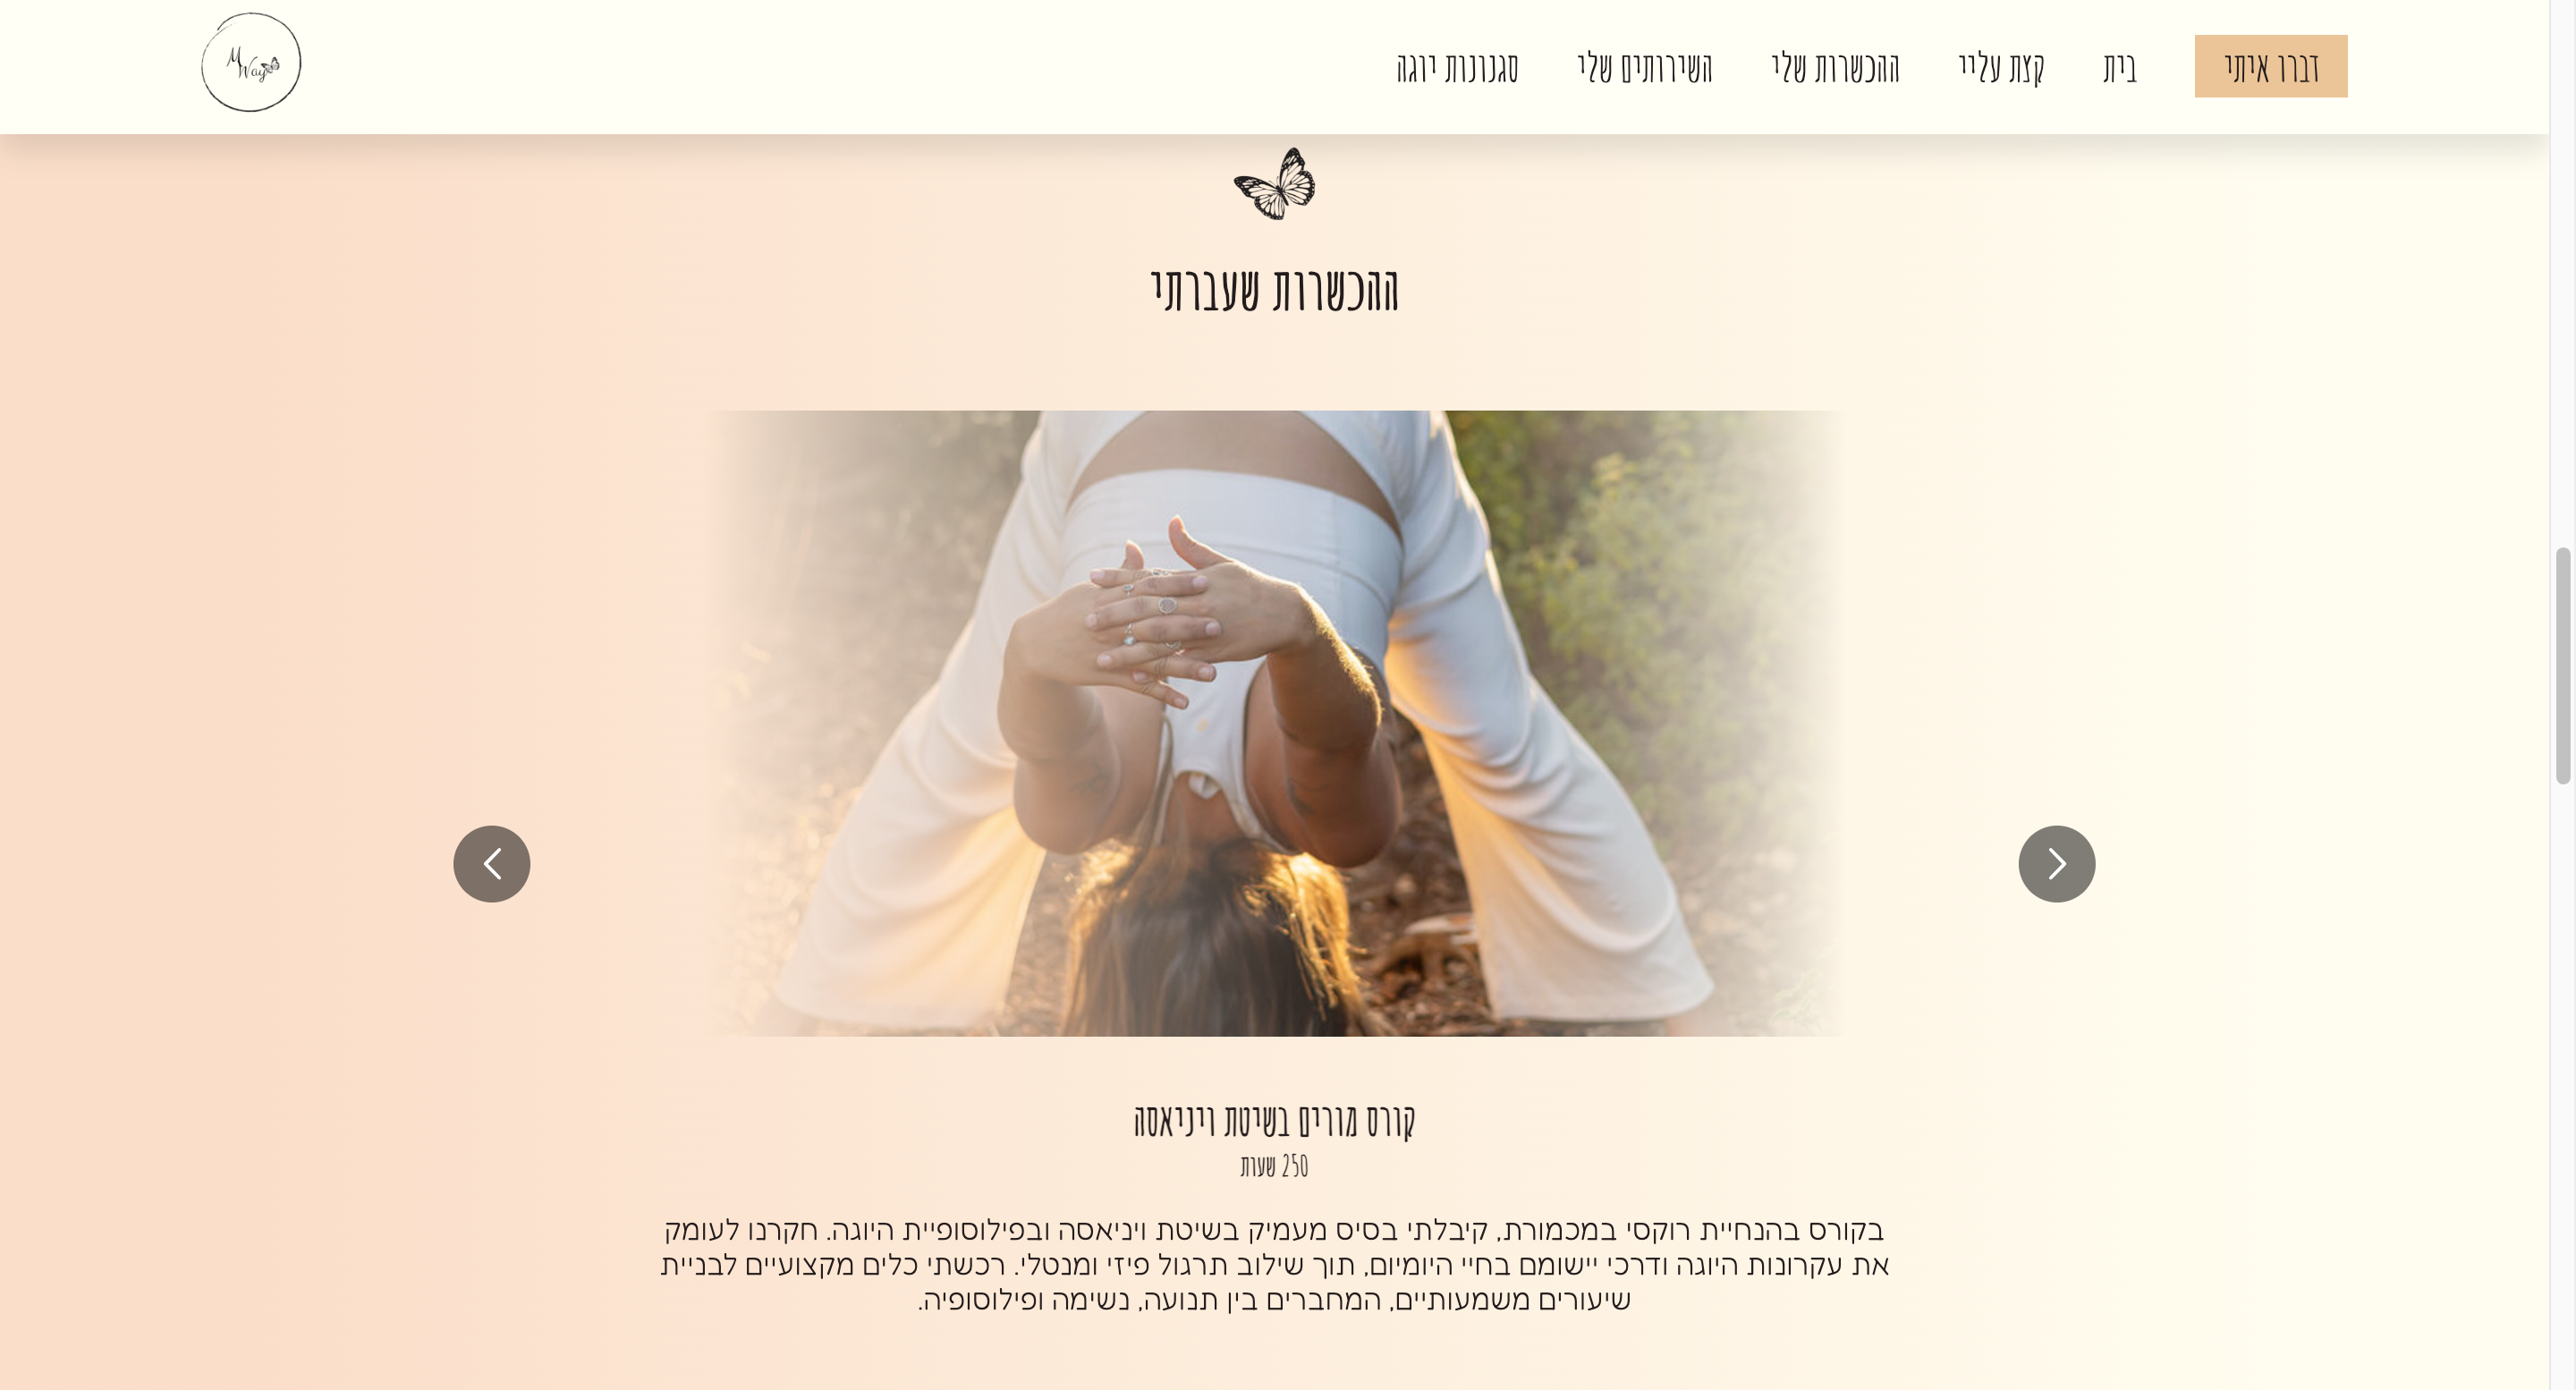 דברו איתי
בית
קצת עליי
ההכשרות שלי
השירותים שלי
סגנונות יוגה
M Way
ההכשרות שעברתי
קורס מורים בשיטת ויניאסה
250 שעות
בקורס בהנחיית רוקסי במכמורת, קיבלתי בסיס מעמיק בשיטת ויניאסה ובפילוסופיית היוגה. חקרנו לעומק
את עקרונות היוגה ודרכי יישומם בחיי היומיום, תוך שילוב תרגול פיזי ומנטלי. רכשתי כלים מקצועיים לבניית
שיעורים משמעותיים, המחברים בין תנועה, נשימה ופילוסופיה.